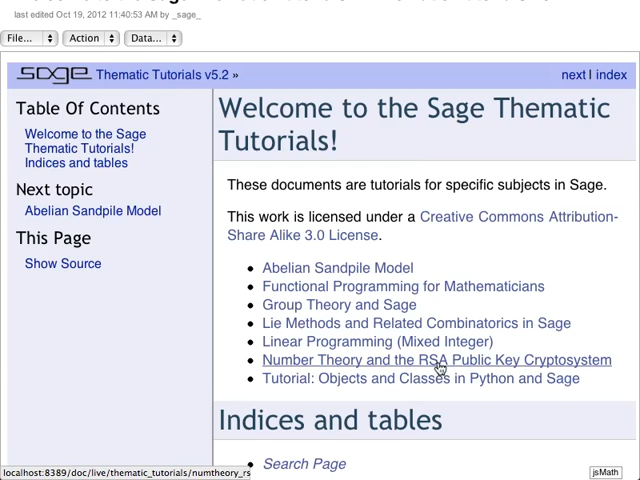 last edited Oct 19, 2012 11:40:53 AM by _sage_
File...
Action
Data...
sage Thematic Tutorials v5.2 »
next | index
Table Of Contents
Welcome to the Sage
Thematic Tutorials!
Indices and tables
Next topic
Abelian Sandpile Model
This Page
Show Source
Welcome to the Sage Thematic
Tutorials!
These documents are tutorials for specific subjects in Sage.
This work is licensed under a Creative Commons Attribution-
Share Alike 3.0 License.
Abelian Sandpile Model
Functional Programming for Mathematicians
Group Theory and Sage
Lie Methods and Related Combinatorics in Sage
Linear Programming (Mixed Integer)
Number Theory and the RSA Public Key Cryptosystem
Tutorial: Objects and Classes in Python and Sage
Indices and tables
Search Page
localhost:8389/doc/live/thematic_tutorials/numtheory_rs
jsMath